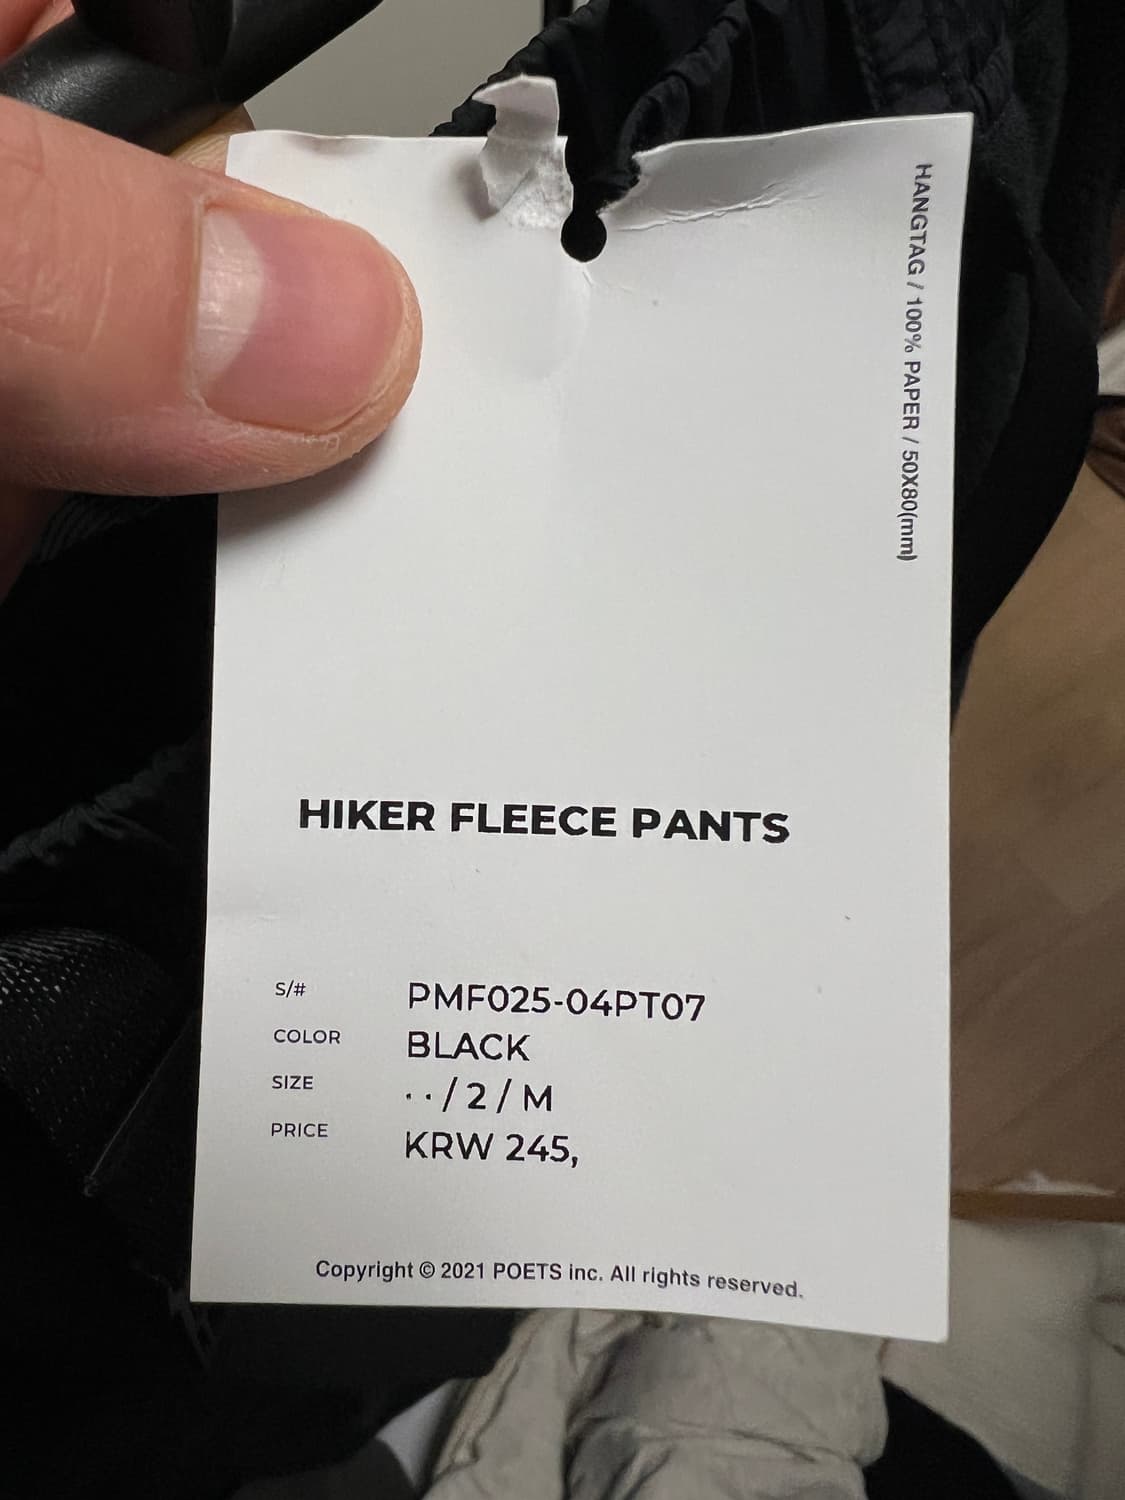 HANGTAG / 100% PAPER / 50X80(mm)
HIKER FLEECE PANTS
S/# PMF025-04PT07
COLOR BLACK
SIZE ··/2/M
PRICE KRW 245,
Copyright © 2021 POETS inc. All rights reserved.